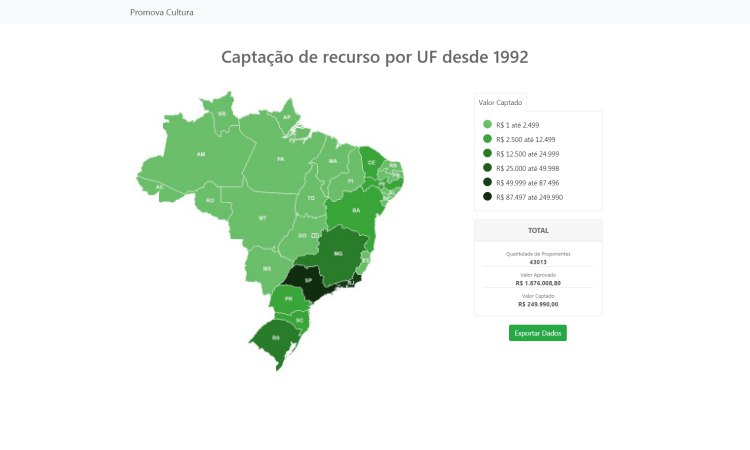 Promova Cultura
Captação de recurso por UF desde 1992
RR
AP
AM
PA
MA
CE
RN
PB
PI
AC
AL
TO
RO
BA
MT
GO
MG
ES
MS
SP
RJ
PR
SC
RS
Valor Captado
R$ 1 até 2.499
R$ 2.500 até 12.499
R$ 12.500 até 24.999
R$ 25.000 até 49.998
R$ 49.999 até 87.496
R$ 87.497 até 249.990
TOTAL
Quantidade de Proponentes
43013
Valor Aprovado
R$ 1.876.008,80
Valor Captado
R$ 249.990,00
Exportar Dados